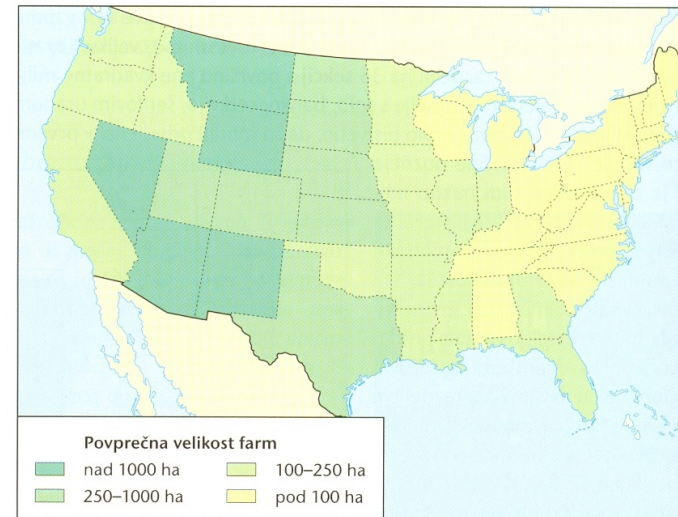 Povprečna velikost farm
nad 1000 ha
100–250 ha
250–1000 ha
pod 100 ha